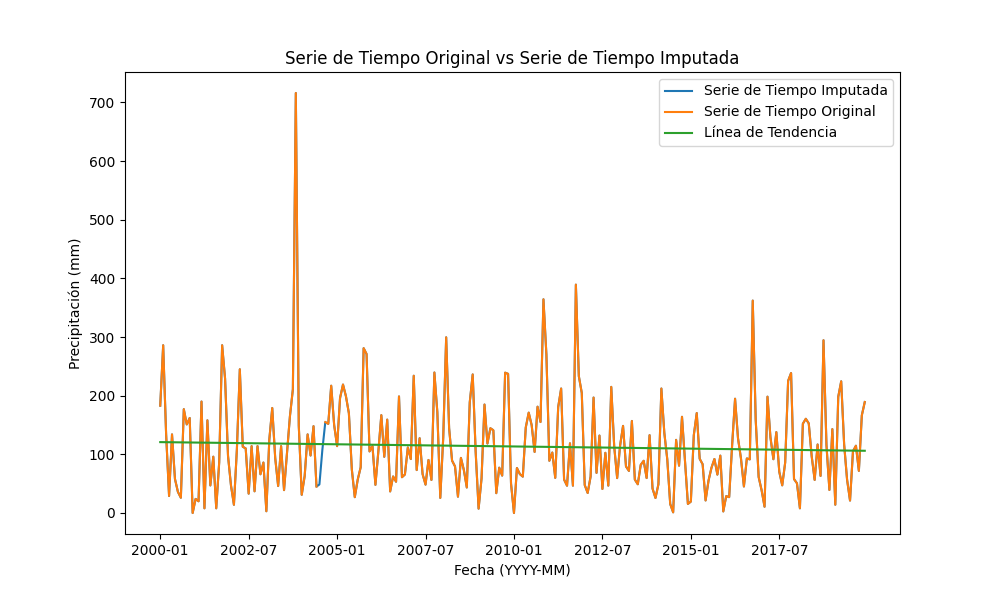 Serie de Tiempo Original vs Serie de Tiempo Imputada
Serie de Tiempo Imputada
Serie de Tiempo Original
Línea de Tendencia
Precipitación (mm)
700
600
500
400
300
200
100
0
2000-01 2002-07 2005-01 2007-07 2010-01 2012-07 2015-01 2017-07
Fecha (YYYY-MM)